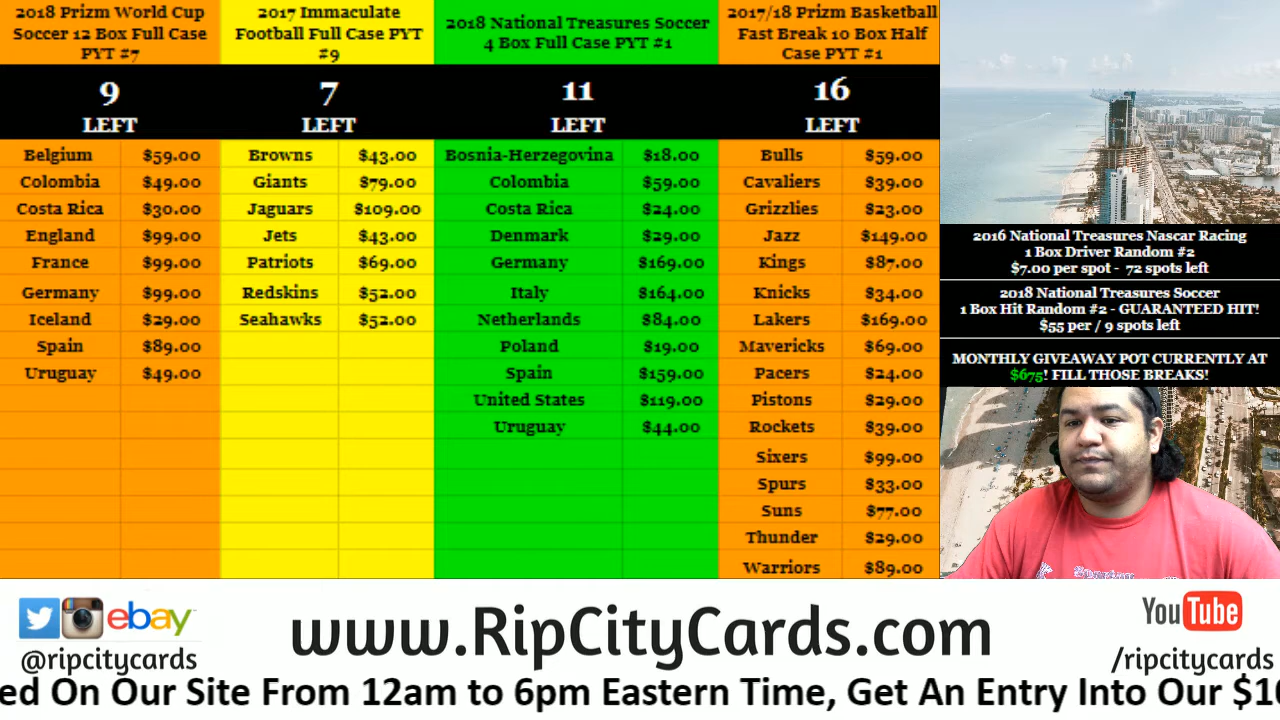 2018 Prizm World Cup
Soccer 12 Box Full Case
PYT #7
9
LEFT
Belgium $59.00
Colombia $49.00
Costa Rica $30.00
England $99.00
France $99.00
Germany $99.00
Iceland $29.00
Spain $89.00
Uruguay $49.00
2017 Immaculate
Football Full Case PYT
#9
7
LEFT
Browns $43.00
Giants $79.00
Jaguars $109.00
Jets $43.00
Patriots $69.00
Redskins $52.00
Seahawks $52.00
2018 National Treasures Soccer
4 Box Full Case PYT #1
11
LEFT
Bosnia-Herzegovina $18.00
Colombia $59.00
Costa Rica $24.00
Denmark $29.00
Germany $169.00
Italy $164.00
Netherlands $84.00
Poland $19.00
Spain $159.00
United States $119.00
Uruguay $44.00
2017/18 Prizm Basketball
Fast Break 10 Box Half
Case PYT #1
16
LEFT
Bulls $59.00
Cavaliers $39.00
Grizzlies $23.00
Jazz $149.00
Kings $87.00
Knicks $34.00
Lakers $169.00
Mavericks $69.00
Pacers $24.00
Pistons $29.00
Rockets $39.00
Sixers $99.00
Spurs $33.00
Suns $77.00
Thunder $29.00
Warriors $89.00
2016 National Treasures Nascar Racing
1 Box Driver Random #2
$7.00 per spot - 72 spots left
2018 National Treasures Soccer
1 Box Hit Random #2 - GUARANTEED HIT!
$55 per / 9 spots left
MONTHLY GIVEAWAY POT CURRENTLY AT
$675! FILL THOSE BREAKS!
ebay
@ripcitycards
www.RipCityCards.com
YouTube
/ripcitycards
ed On Our Site From 12am to 6pm Eastern Time, Get An Entry Into Our $10